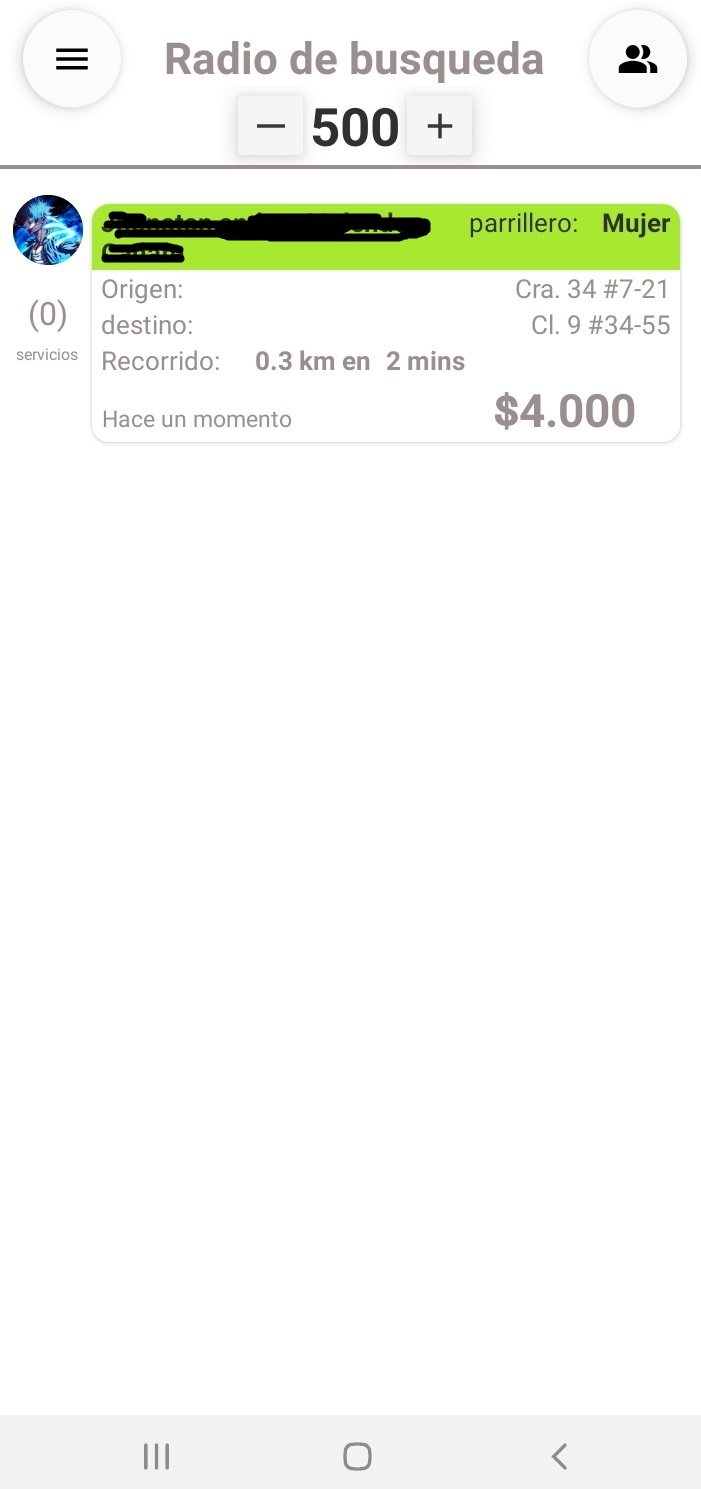 Radio de busqueda
500
parrillero: Mujer
Origen: Cra. 34 #7-21
(0)
destino: Cl. 9 #34-55
servicios
Recorrido: 0.3 km en 2 mins
Hace un momento $4.000